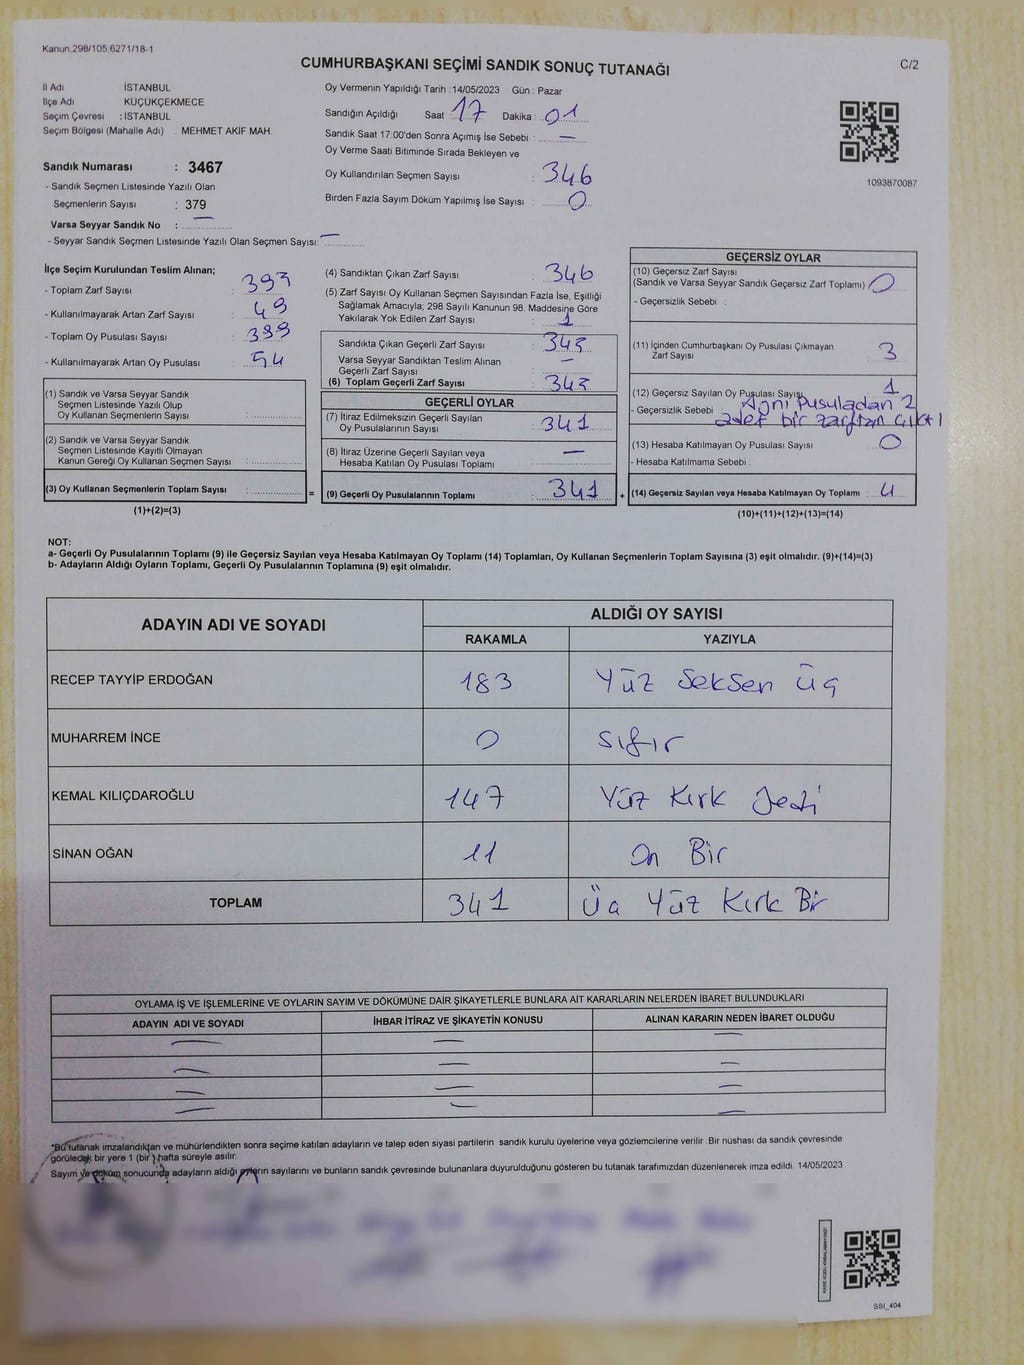 Kanun.298/105.6271/18-1
CUMHURBAŞKANI SEÇİMİ SANDIK SONUÇ TUTANAĞI
C/2
İl Adı İSTANBUL
İlçe Adı KÜÇÜKÇEKMECE
Seçim Çevresi : İSTANBUL
Seçim Bölgesi (Mahalle Adı) : MEHMET AKİF MAH.
Sandık Numarası : 3467
- Sandık Seçmen Listesinde Yazılı Olan
Seçmenlerin Sayısı : 379
Varsa Seyyar Sandık No : —
- Seyyar Sandık Seçmen Listesinde Yazılı Olan Seçmen Sayısı: —
Oy Vermenin Yapıldığı Tarih : 14/05/2023 Gün : Pazar
Sandığın Açıldığı Saat : 17 Dakika : 01
Sandık Saat 17:00'den Sonra Açımış İse Sebebi : —
Oy Verme Saati Bitiminde Sırada Bekleyen ve
Oy Kullandırılan Seçmen Sayısı : 346
Birden Fazla Sayım Döküm Yapılmış İse Sayısı : 0
1093870087
İlçe Seçim Kurulundan Teslim Alınan;
- Toplam Zarf Sayısı : 393
- Kullanılmayarak Artan Zarf Sayısı : 49
- Toplam Oy Pusulası Sayısı : 399
- Kullanılmayarak Artan Oy Pusulası : 54
(1) Sandık ve Varsa Seyyar Sandık
Seçmen Listesinde Yazılı Olup
Oy Kullanan Seçmenlerin Sayısı :
(2) Sandık ve Varsa Seyyar Sandık
Seçmen Listesinde Kayıtlı Olmayan
Kanun Gereği Oy Kullanan Seçmen Sayısı :
(3) Oy Kullanan Seçmenlerin Toplam Sayısı :
(1)+(2)=(3)
(4) Sandıktan Çıkan Zarf Sayısı : 346
(5) Zarf Sayısı Oy Kullanan Seçmen Sayısından Fazla İse, Eşitliği
Sağlamak Amacıyla; 298 Sayılı Kanunun 98. Maddesine Göre
Yakılarak Yok Edilen Zarf Sayısı : 1
Sandıkta Çıkan Geçerli Zarf Sayısı : 345
Varsa Seyyar Sandıktan Teslim Alınan
Geçerli Zarf Sayısı : —
(6) Toplam Geçerli Zarf Sayısı : 345
GEÇERLİ OYLAR
(7) İtiraz Edilmeksizin Geçerli Sayılan
Oy Pusulalarının Sayısı : 341
(8) İtiraz Üzerine Geçerli Sayılan veya
Hesaba Katılan Oy Pusulası Toplamı : —
= (9) Geçerli Oy Pusulalarının Toplamı : 341 +
GEÇERSİZ OYLAR
(10) Geçersiz Zarf Sayısı
(Sandık ve Varsa Seyyar Sandık Geçersiz Zarf Toplamı) : 0
- Geçersizlik Sebebi :
(11) İçinden Cumhurbaşkanı Oy Pusulası Çıkmayan
Zarf Sayısı : 3
(12) Geçersiz Sayılan Oy Pusulası Sayısı 1
- Geçersizlik Sebebi Aynı Pusuladan 2
adet bir zarftan çıktı
(13) Hesaba Katılmayan Oy Pusulası Sayısı : 0
- Hesaba Katılmama Sebebi :
(14) Geçersiz Sayılan veya Hesaba Katılmayan Oy Toplamı : 4
(10)+(11)+(12)+(13)=(14)
NOT:
a- Geçerli Oy Pusulalarının Toplamı (9) ile Geçersiz Sayılan veya Hesaba Katılmayan Oy Toplamı (14) Toplamları, Oy Kullanan Seçmenlerin Toplam Sayısına (3) eşit olmalıdır. (9)+(14)=(3)
b- Adayların Aldığı Oyların Toplamı, Geçerli Oy Pusulalarının Toplamına (9) eşit olmalıdır.
ADAYIN ADI VE SOYADI
ALDIĞI OY SAYISI
RAKAMLA YAZIYLA
RECEP TAYYİP ERDOĞAN 183 Yüz Seksen Üç
MUHARREM İNCE 0 Sıfır
KEMAL KILIÇDAROĞLU 147 Yüz Kırk Yedi
SİNAN OĞAN 11 On Bir
TOPLAM 341 Üç Yüz Kırk Bir
OYLAMA İŞ VE İŞLEMLERİNE VE OYLARIN SAYIM VE DÖKÜMÜNE DAİR ŞİKAYETLERLE BUNLARA AİT KARARLARIN NELERDEN İBARET BULUNDUKLARI
ADAYIN ADI VE SOYADI İHBAR İTİRAZ VE ŞİKAYETİN KONUSU ALINAN KARARIN NEDEN İBARET OLDUĞU
— — —
— — —
— — —
— — —
*Bu tutanak imzalandıktan ve mühürlendikten sonra seçime katılan adayların ve talep eden siyasi partilerin sandık kurulu üyelerine veya gözlemcilerine verilir. Bir nüshası da sandık çevresinde
görülecek bir yere 1 (bir) hafta süreyle asılır.
Sayım ve döküm sonucunda adayların aldığı oyların sayılarını ve bunların sandık çevresinde bulunanlara duyurulduğunu gösteren bu tutanak tarafımızdan düzenlenerek imza edildi. 14/05/2023
SSI_404